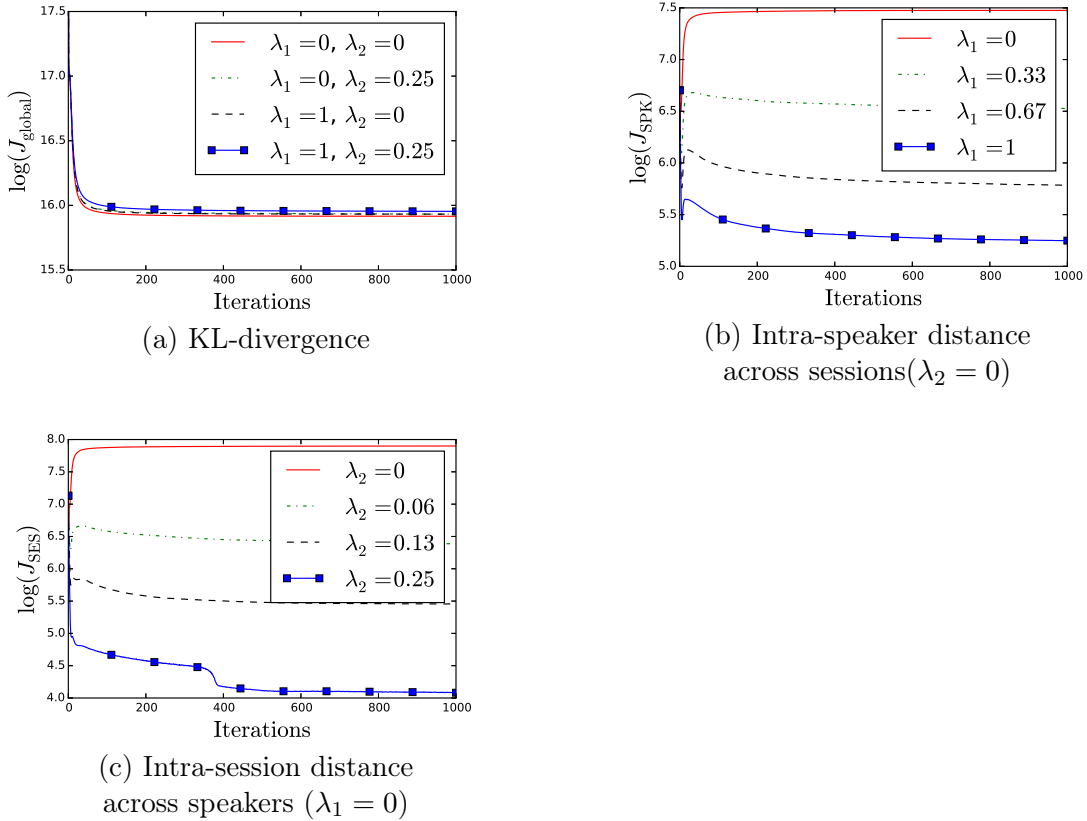 17.5
17.0
16.5
16.0
15.5
log(J_global)
λ₁ =0, λ₂ =0
λ₁ =0, λ₂ =0.25
λ₁ =1, λ₂ =0
λ₁ =1, λ₂ =0.25
0 200 400 600 800 1000
Iterations
(a) KL-divergence
7.5
7.0
6.5
6.0
5.5
5.0
log(J_SPK)
λ₁ =0
λ₁ =0.33
λ₁ =0.67
λ₁ =1
0 200 400 600 800 1000
Iterations
(b) Intra-speaker distance
across sessions(λ₂ = 0)
8.0
7.5
7.0
6.5
6.0
5.5
5.0
4.5
4.0
log(J_SES)
λ₂ =0
λ₂ =0.06
λ₂ =0.13
λ₂ =0.25
0 200 400 600 800 1000
Iterations
(c) Intra-session distance
across speakers (λ₁ = 0)